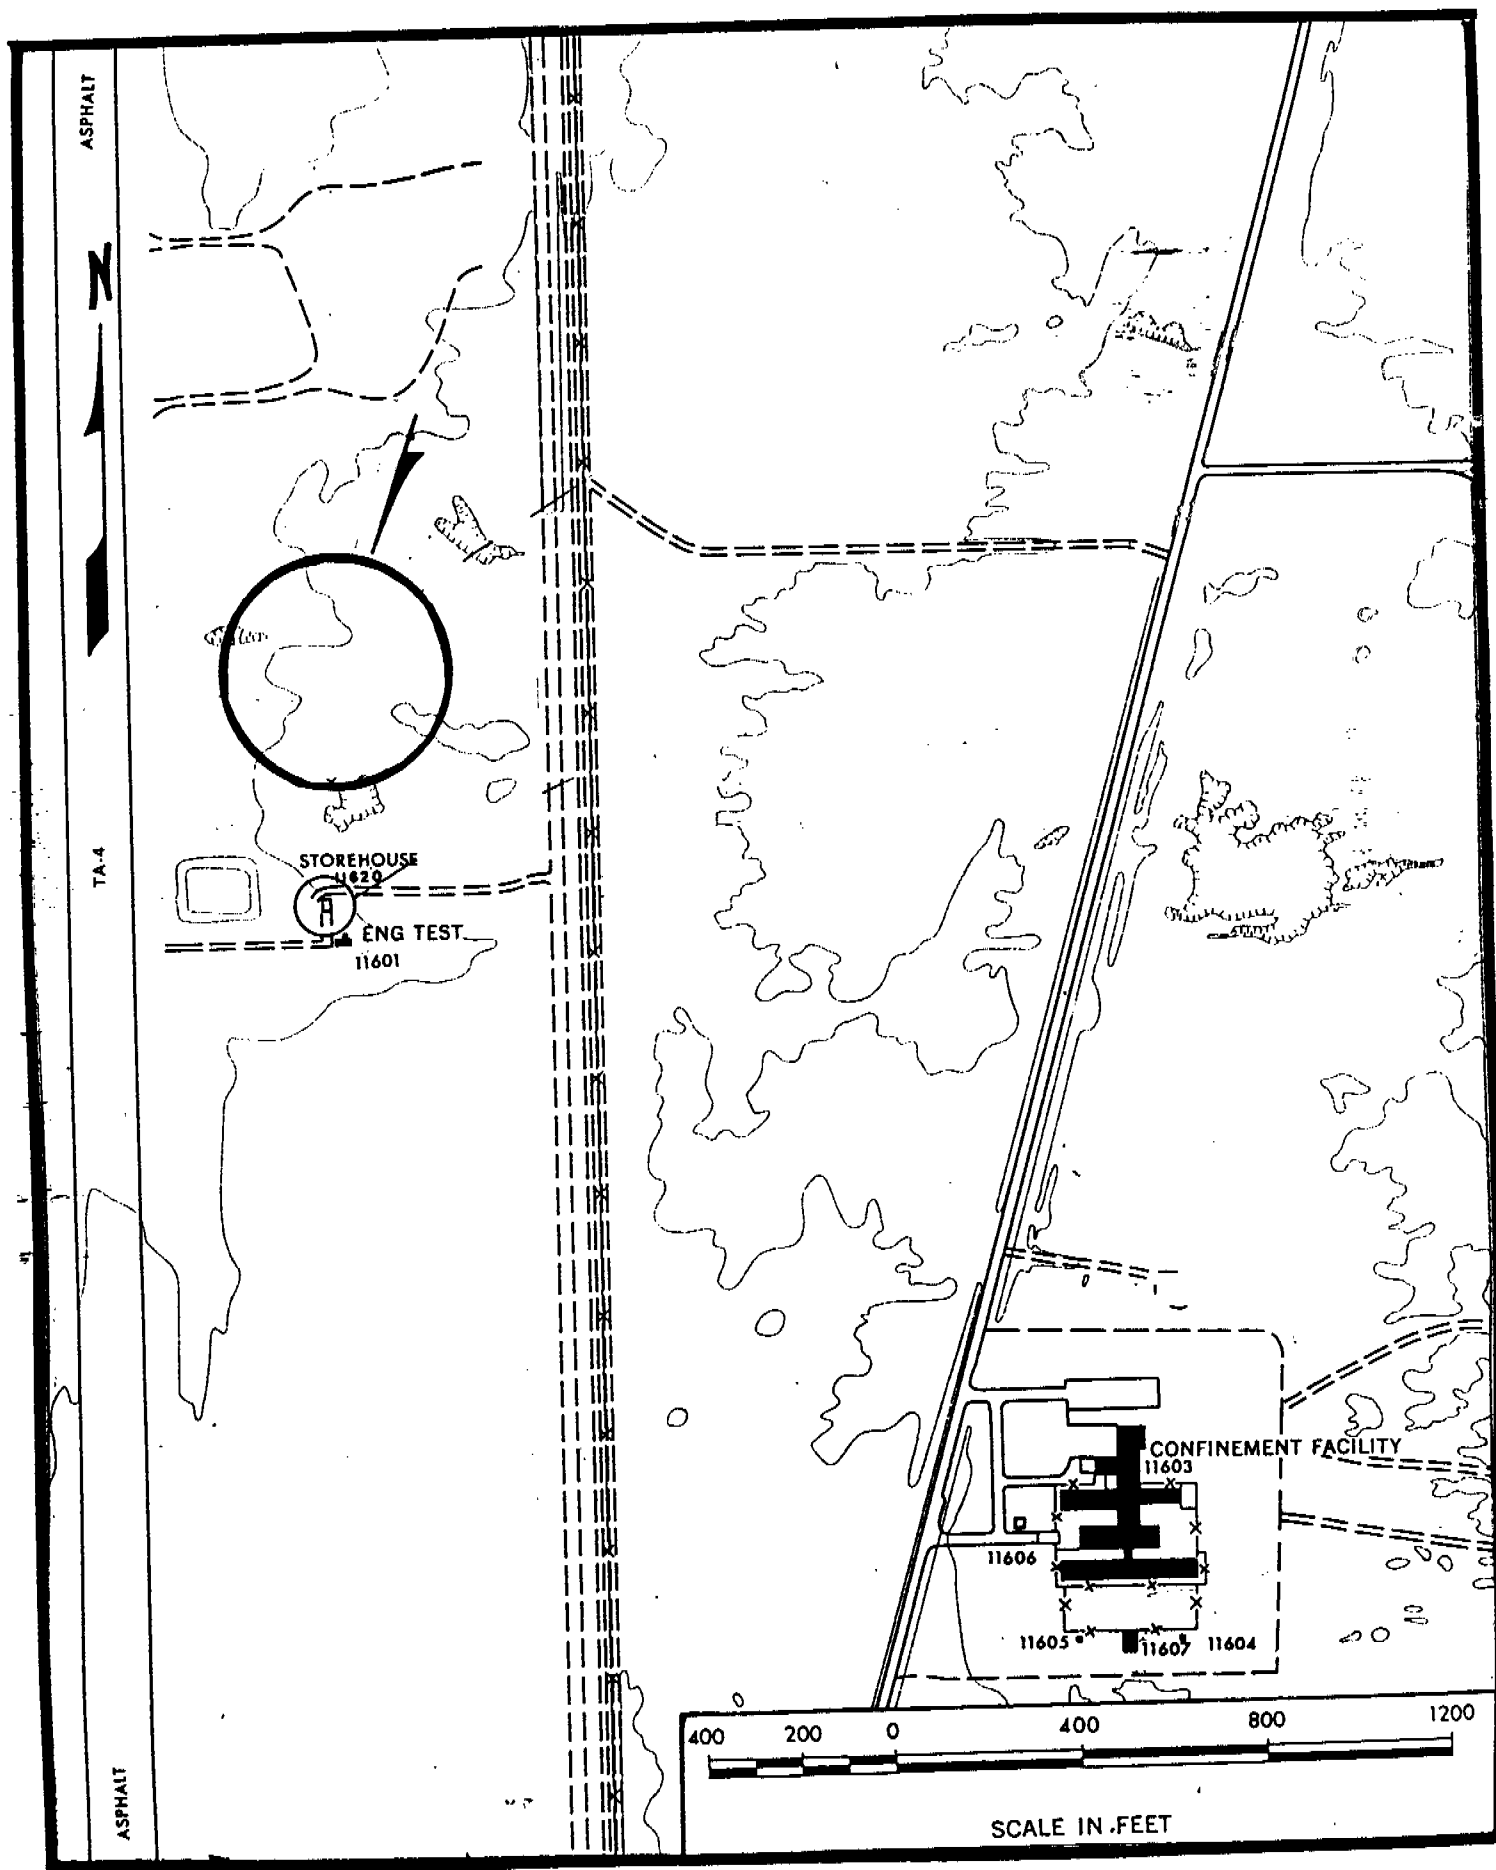 ASPHALT
N
TA-4
STOREHOUSE
11620
ENG TEST
11601
CONFINEMENT FACILITY
11603
11606
11605
11607
11604
400 200 0 400 800 1200
SCALE IN FEET
ASPHALT